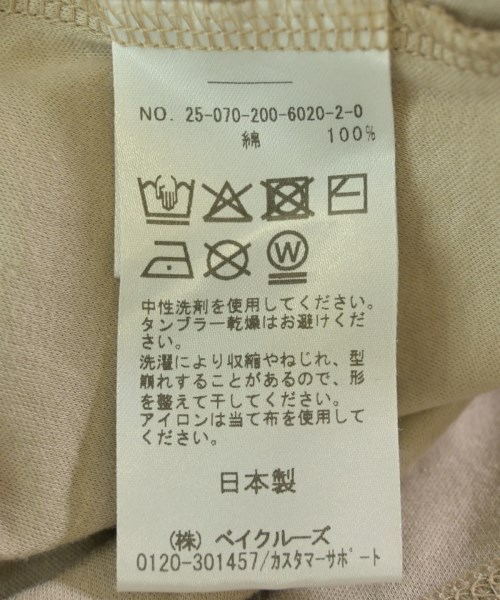 NO. 25-070-200-6020-2-0
綿 100%
W
中性洗剤を使用してください。
タンブラー乾燥はお避けくだ
さい。
洗濯により収縮やねじれ、型
崩れすることがあるので、形
を整えて干してください。
アイロンは当て布を使用して
ください。
日本製
(株) ベイクルーズ
0120-301457/カスタマーサポート